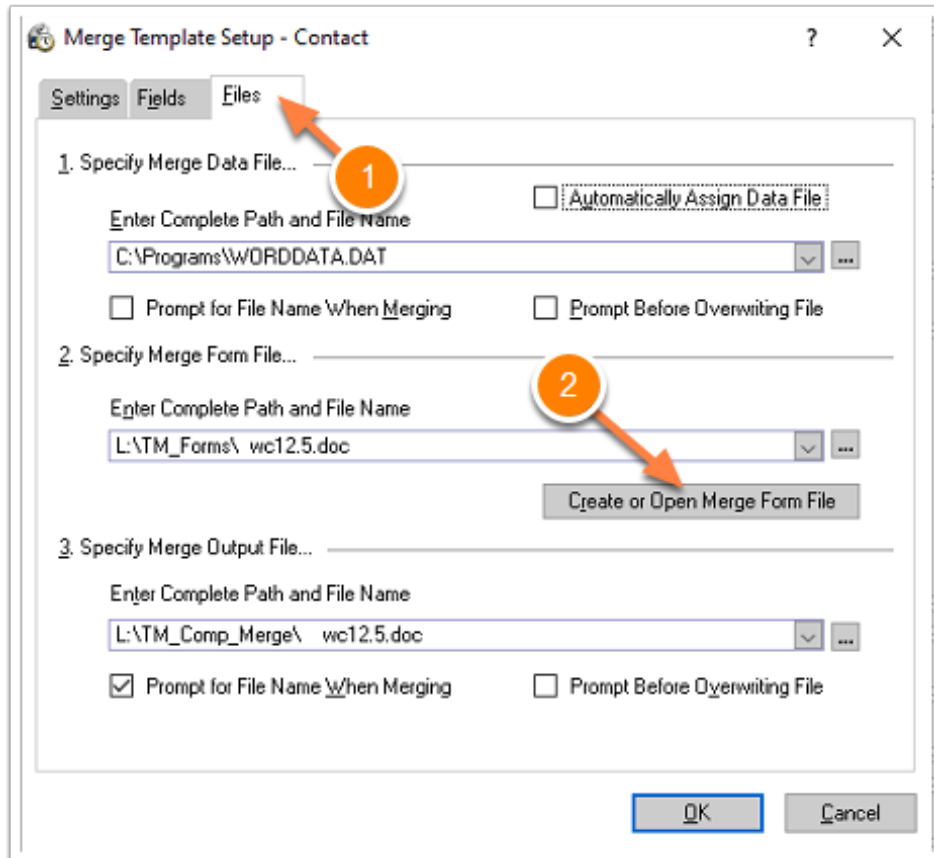 Merge Template Setup - Contact ? ×
Settings Fields Files
1
1. Specify Merge Data File...
Automatically Assign Data File
Enter Complete Path and File Name
C:\Programs\WORDDATA.DAT ...
Prompt for File Name When Merging Prompt Before Overwriting File
2. Specify Merge Form File...
2
Enter Complete Path and File Name
L:\TM_Forms\ wc12.5.doc ...
Create or Open Merge Form File
3. Specify Merge Output File...
Enter Complete Path and File Name
L:\TM_Comp_Merge\ wc12.5.doc ...
Prompt for File Name When Merging Prompt Before Overwriting File
OK Cancel